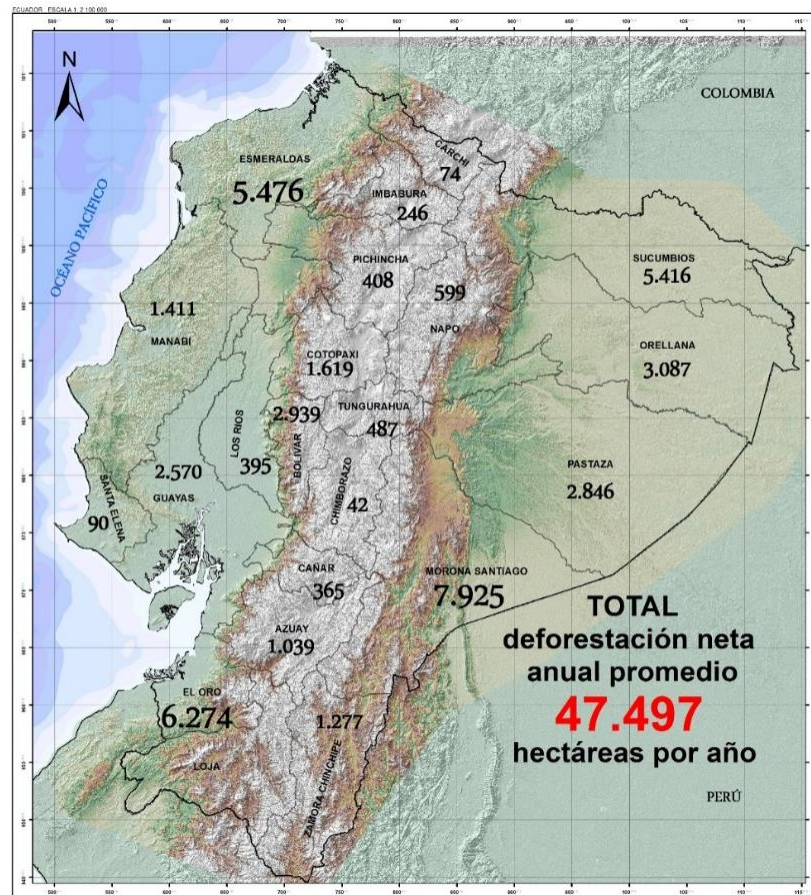 ECUADOR ESCALA 1: 2.100.000
N
COLOMBIA
OCÉANO PACÍFICO
ESMERALDAS
5.476
CARCHI
74
IMBABURA
246
PICHINCHA
408
599
NAPO
SUCUMBIOS
5.416
1.411
MANABÍ
ORELLANA
3.087
COTOPAXI
1.619
2.939
BOLIVAR
TUNGURAHUA
487
LOS RIOS
395
2.570
GUAYAS
SANTA ELENA
90
CHIMBORAZO
42
PASTAZA
2.846
CAÑAR
365
MORONA SANTIAGO
7.925
AZUAY
1.039
EL ORO
6.274
1.277
LOJA
ZAMORA CHINCHIPE
TOTAL
deforestación neta
anual promedio
47.497
hectáreas por año
PERÚ